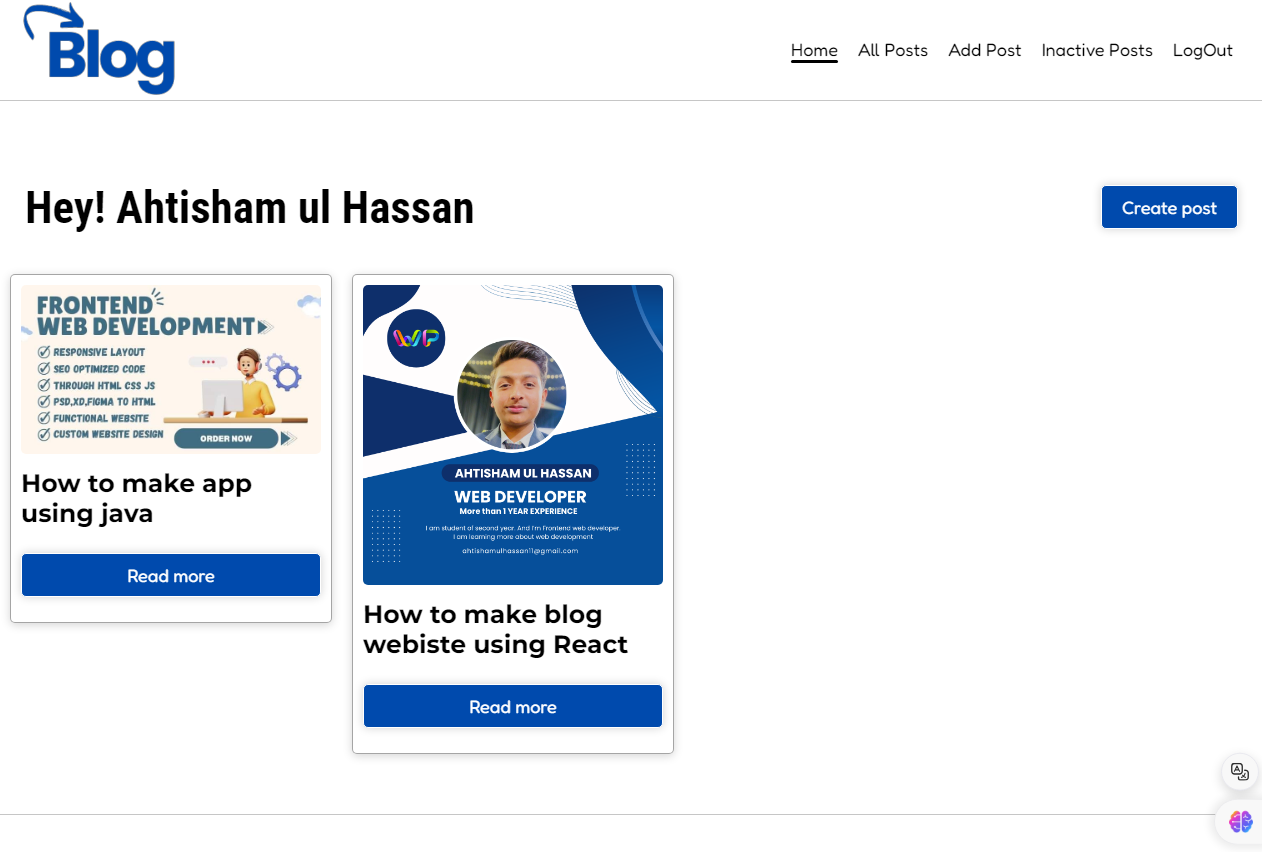 Blog
Home
All Posts
Add Post
Inactive Posts
LogOut
Hey! Ahtisham ul Hassan
Create post
FRONTEND
WEB DEVELOPMENT
RESPONSIVE LAYOUT
SEO OPTIMIZED CODE
THROUGH HTML CSS JS
PSD,XD,FIGMA TO HTML
FUNCTIONAL WEBSITE
CUSTOM WEBSITE DESIGN
ORDER NOW
How to make app
using java
Read more
WP
AHTISHAM UL HASSAN
WEB DEVELOPER
More than 1 YEAR EXPERIENCE
I am student of second year. And I'm Frontend web developer.
I am learning more about web development
ahtishamulhassan11@gmail.com
How to make blog
webiste using React
Read more